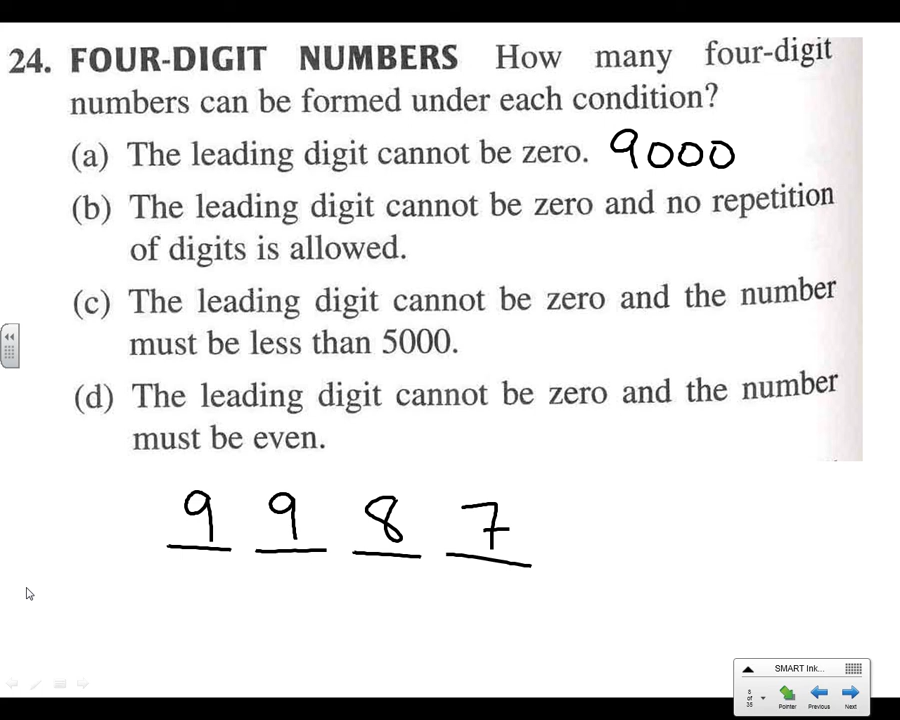 24. FOUR-DIGIT NUMBERS How many four-digit
numbers can be formed under each condition?
(a) The leading digit cannot be zero. 9000
(b) The leading digit cannot be zero and no repetition
of digits is allowed.
(c) The leading digit cannot be zero and the number
must be less than 5000.
(d) The leading digit cannot be zero and the number
must be even.
9 9 8 7
SMART Ink...
8
of
35
Pointer Previous Next